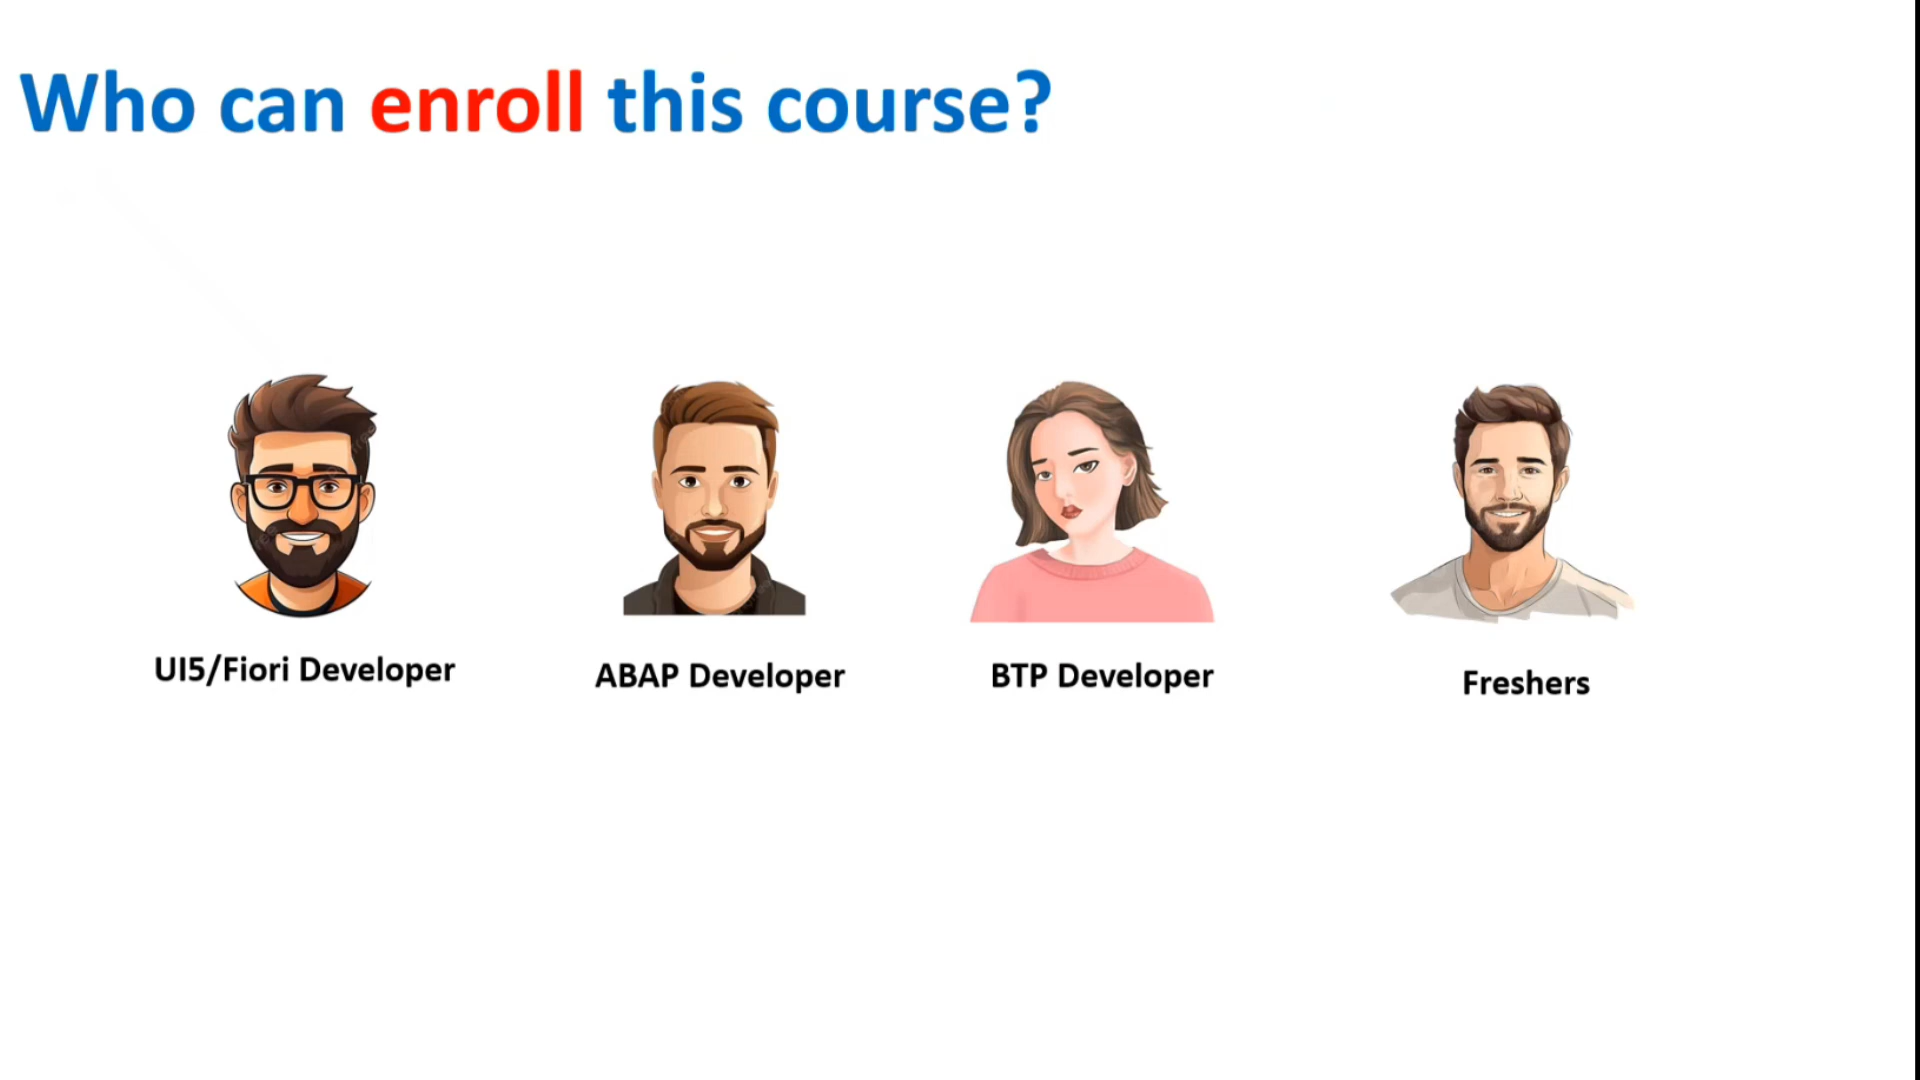 Who can enroll this course?
UI5/Fiori Developer
ABAP Developer
BTP Developer
Freshers